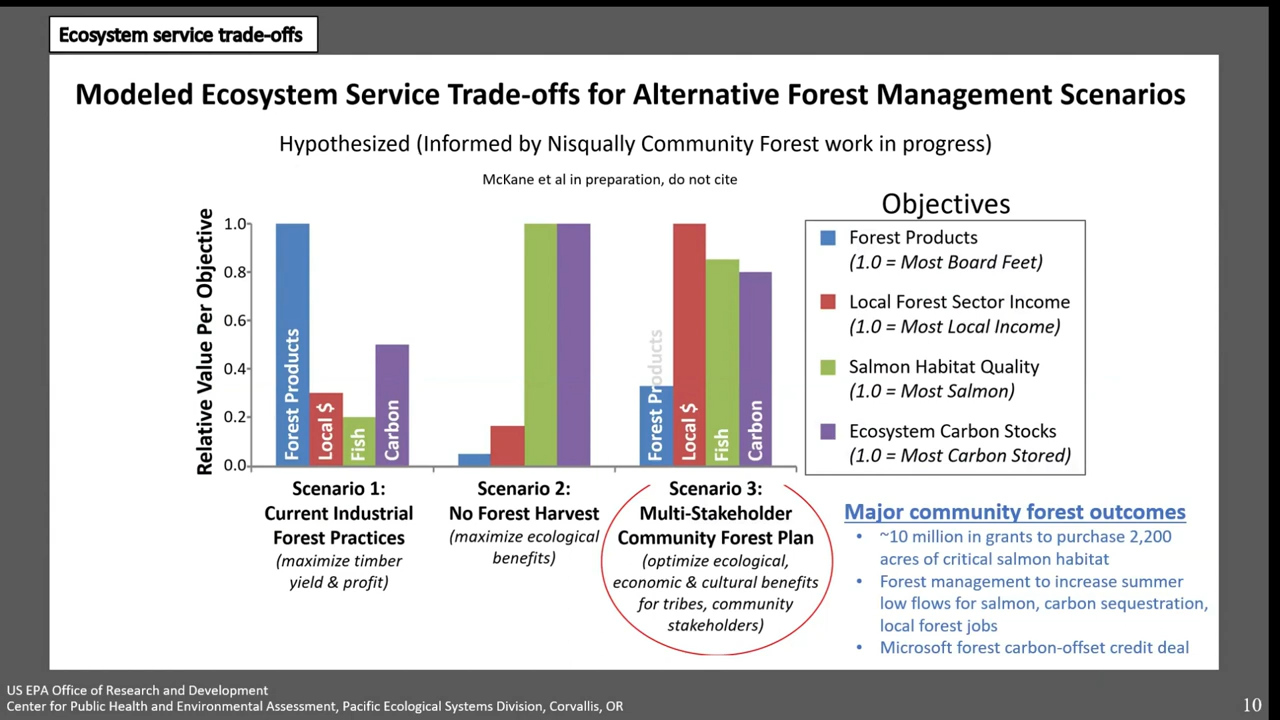 Ecosystem service trade-offs
Modeled Ecosystem Service Trade-offs for Alternative Forest Management Scenarios
Hypothesized (Informed by Nisqually Community Forest work in progress)
McKane et al in preparation, do not cite
Relative Value Per Objective
1.0
0.8
0.6
0.4
0.2
0.0
Forest Products
Local $
Fish
Carbon
Forest Products
Local $
Fish
Carbon
Scenario 1:
Current Industrial
Forest Practices
(maximize timber
yield & profit)
Scenario 2:
No Forest Harvest
(maximize ecological
benefits)
Scenario 3:
Multi-Stakeholder
Community Forest Plan
(optimize ecological,
economic & cultural benefits
for tribes, community
stakeholders)
Objectives
Forest Products
(1.0 = Most Board Feet)
Local Forest Sector Income
(1.0 = Most Local Income)
Salmon Habitat Quality
(1.0 = Most Salmon)
Ecosystem Carbon Stocks
(1.0 = Most Carbon Stored)
Major community forest outcomes
• ~10 million in grants to purchase 2,200
acres of critical salmon habitat
• Forest management to increase summer
low flows for salmon, carbon sequestration,
local forest jobs
• Microsoft forest carbon-offset credit deal
US EPA Office of Research and Development
Center for Public Health and Environmental Assessment, Pacific Ecological Systems Division, Corvallis, OR
10